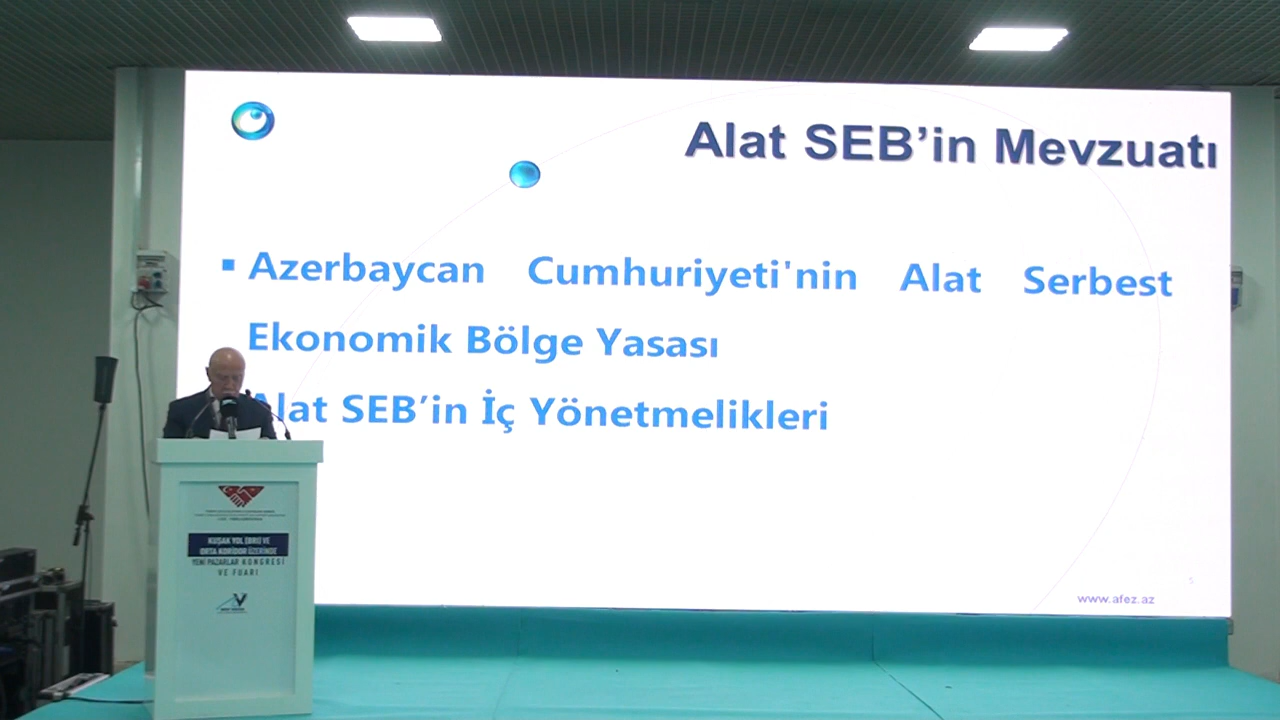 Alat SEB’in Mevzuatı
▪ Azerbaycan Cumhuriyeti'nin Alat Serbest
Ekonomik Bölge Yasası
Alat SEB’in İç Yönetmelikleri
5
www.afez.az
KUŞAK YOL (BRI) VE
ORTA KORİDOR ÜZERİNDE
YENİ PAZARLAR KONGRESİ
VE FUARI